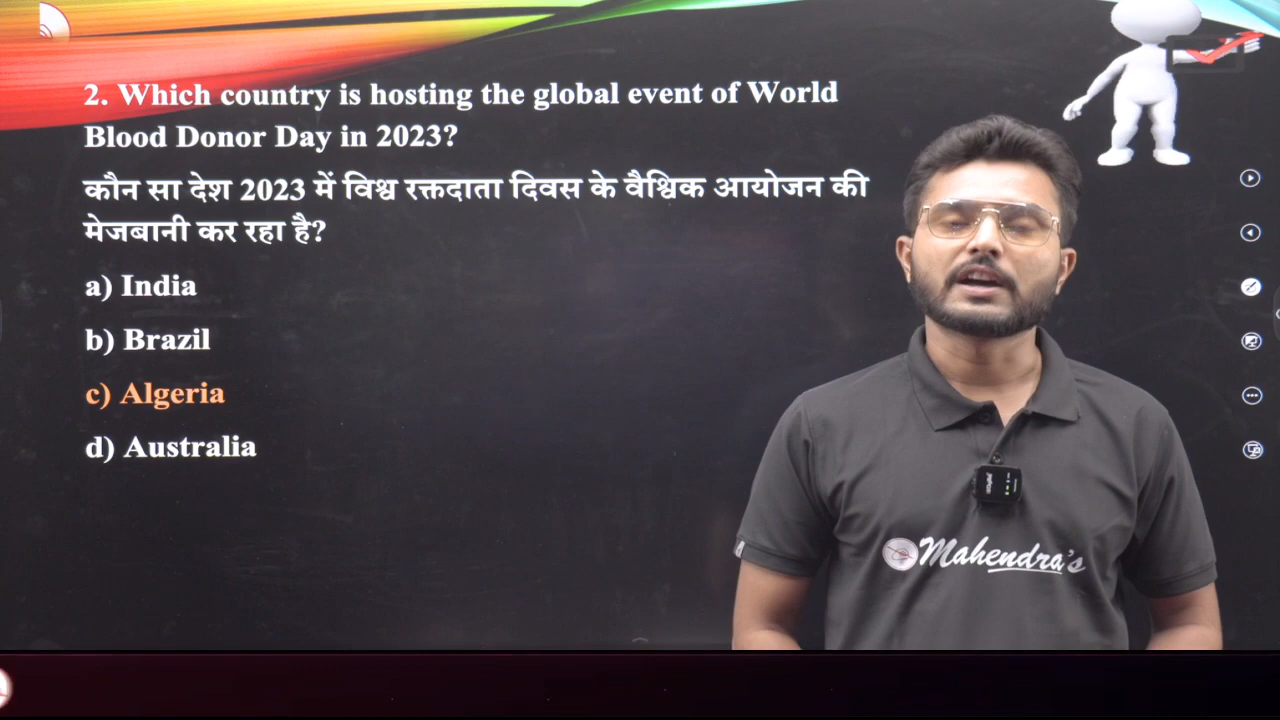 2. Which country is hosting the global event of World
Blood Donor Day in 2023?
कौन सा देश 2023 में विश्व रक्तदाता दिवस के वैश्विक आयोजन की
मेजबानी कर रहा है?
a) India
b) Brazil
c) Algeria
d) Australia
Mahendra's